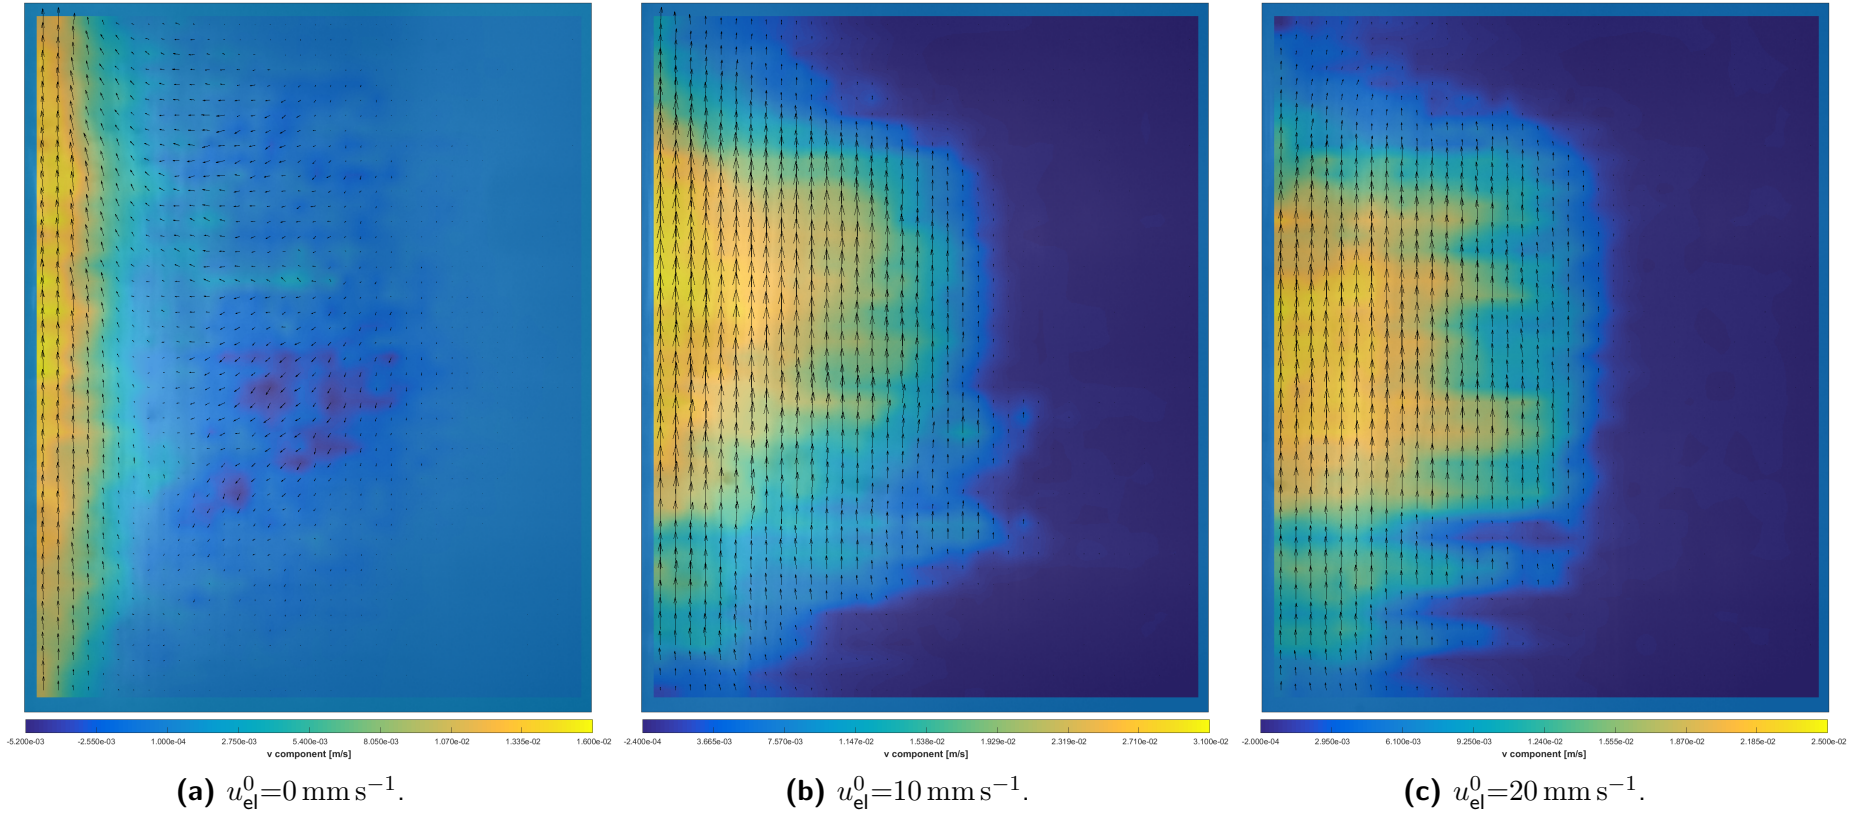 -5.200e-03 -2.550e-03 1.000e-04 2.750e-03 5.400e-03 8.050e-03 1.070e-02 1.335e-02 1.600e-02
v component [m/s]
(a) u⁰el=0 mm s⁻¹.
-2.400e-04 3.665e-03 7.570e-03 1.147e-02 1.538e-02 1.929e-02 2.319e-02 2.710e-02 3.100e-02
v component [m/s]
(b) u⁰el=10 mm s⁻¹.
-2.000e-04 2.950e-03 6.100e-03 9.250e-03 1.240e-02 1.555e-02 1.870e-02 2.185e-02 2.500e-02
v component [m/s]
(c) u⁰el=20 mm s⁻¹.